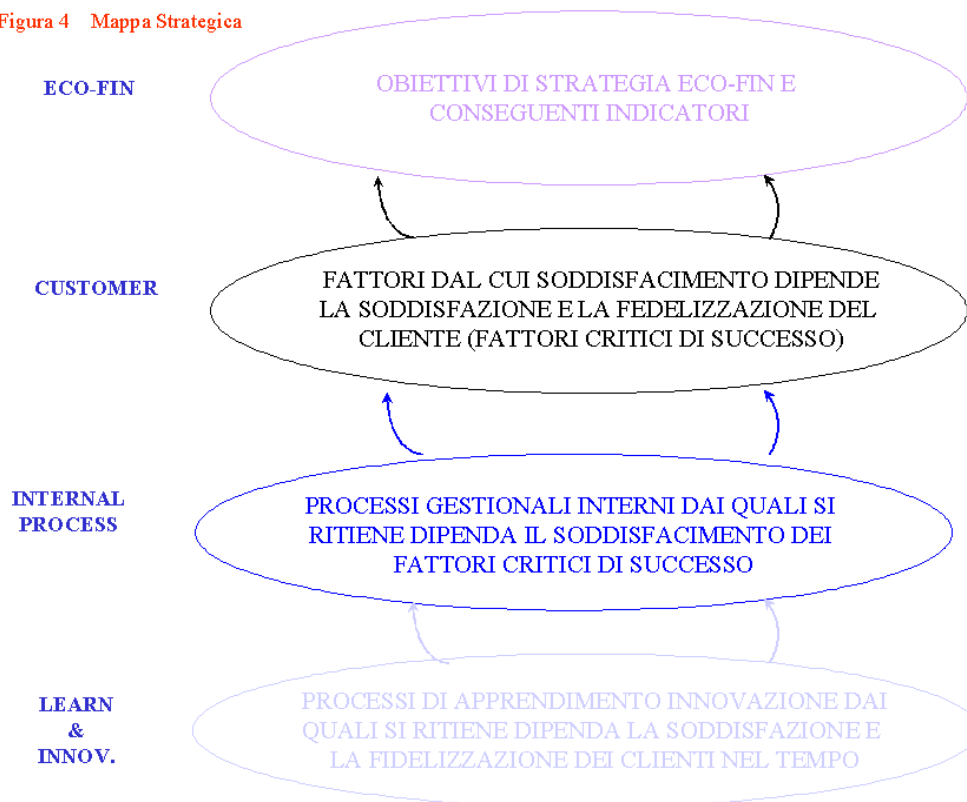 Figura 4 Mappa Strategica
ECO-FIN
OBIETTIVI DI STRATEGIA ECO-FIN E
CONSEGUENTI INDICATORI
CUSTOMER
FATTORI DAL CUI SODDISFACIMENTO DIPENDE
LA SODDISFAZIONE E LA FEDELIZZAZIONE DEL
CLIENTE (FATTORI CRITICI DI SUCCESSO)
INTERNAL
PROCESS
PROCESSI GESTIONALI INTERNI DAI QUALI SI
RITIENE DIPENDA IL SODDISFACIMENTO DEI
FATTORI CRITICI DI SUCCESSO
LEARN
&
INNOV.
PROCESSI DI APPRENDIMENTO INNOVAZIONE DAI
QUALI SI RITIENE DIPENDA LA SODDISFAZIONE E
LA FIDELIZZAZIONE DEI CLIENTI NEL TEMPO